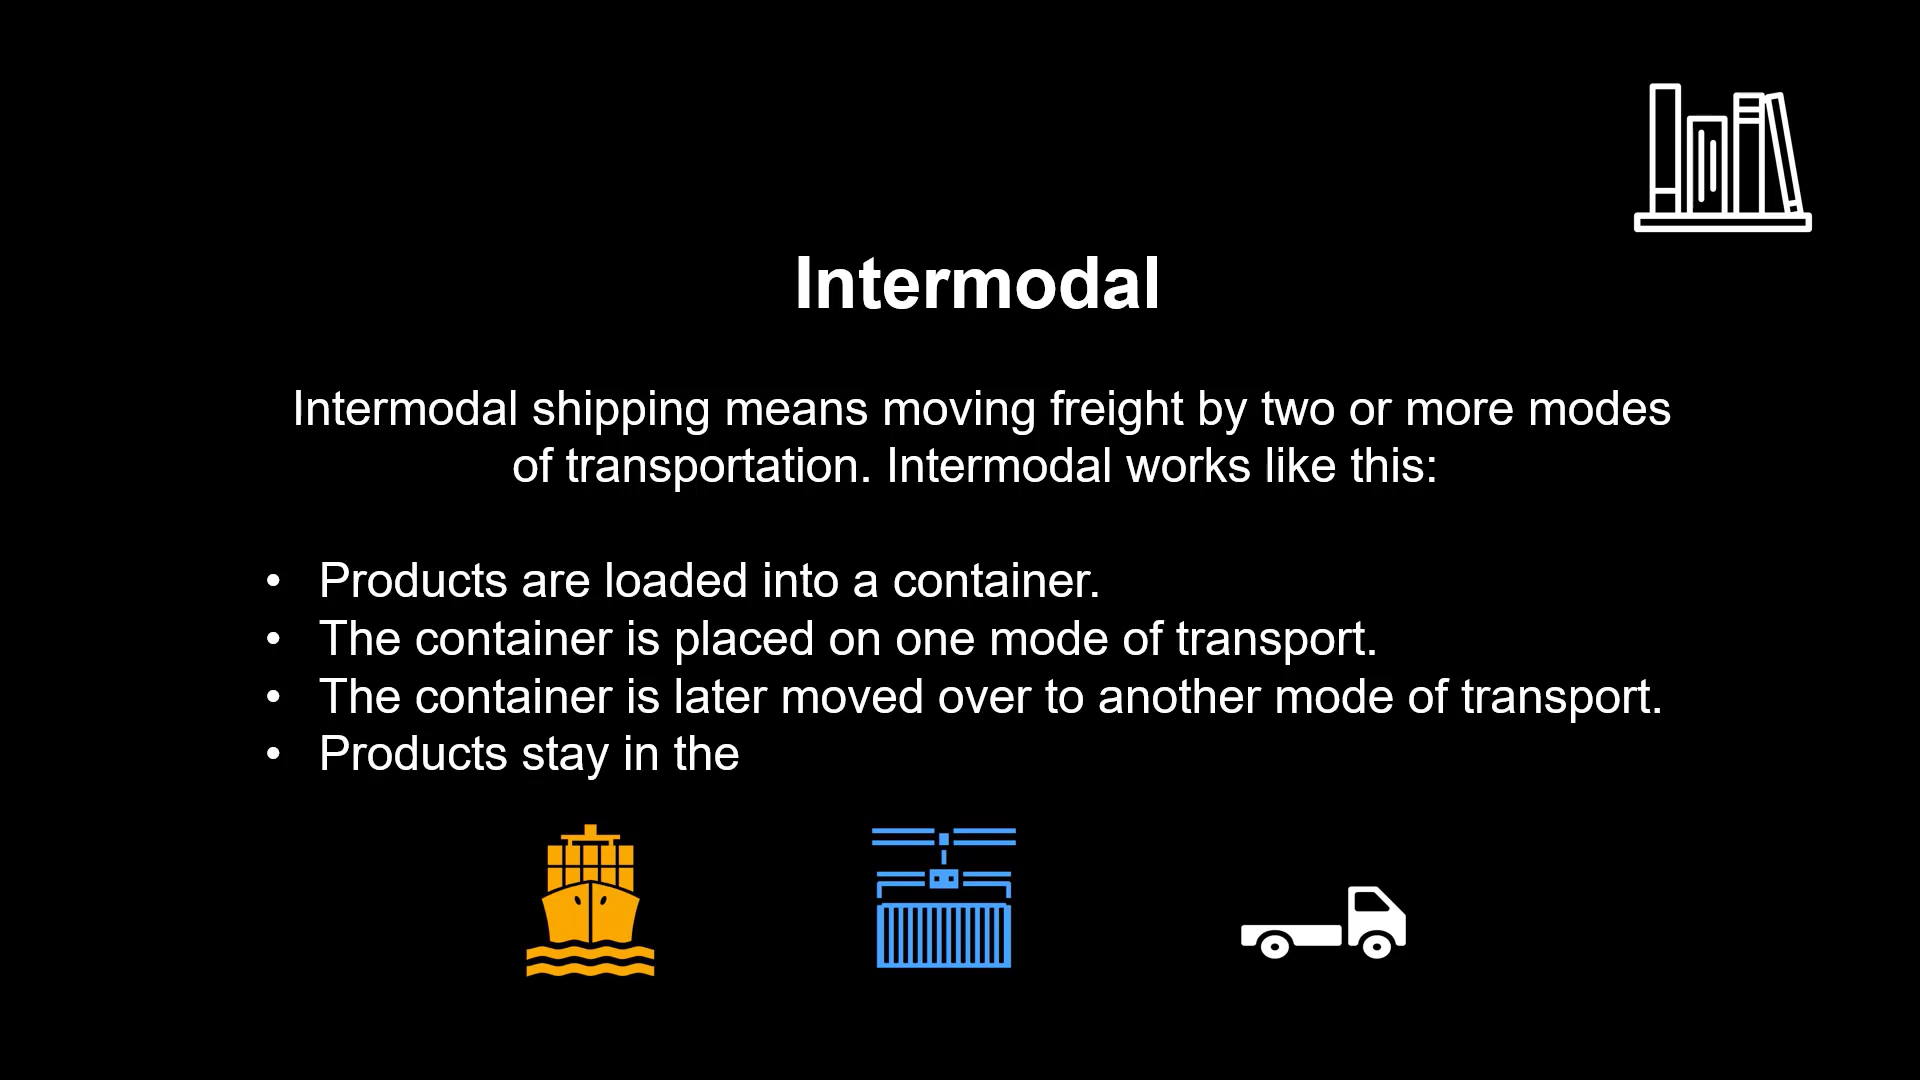 Intermodal
Intermodal shipping means moving freight by two or more modes
of transportation. Intermodal works like this:
• Products are loaded into a container.
• The container is placed on one mode of transport.
• The container is later moved over to another mode of transport.
• Products stay in the